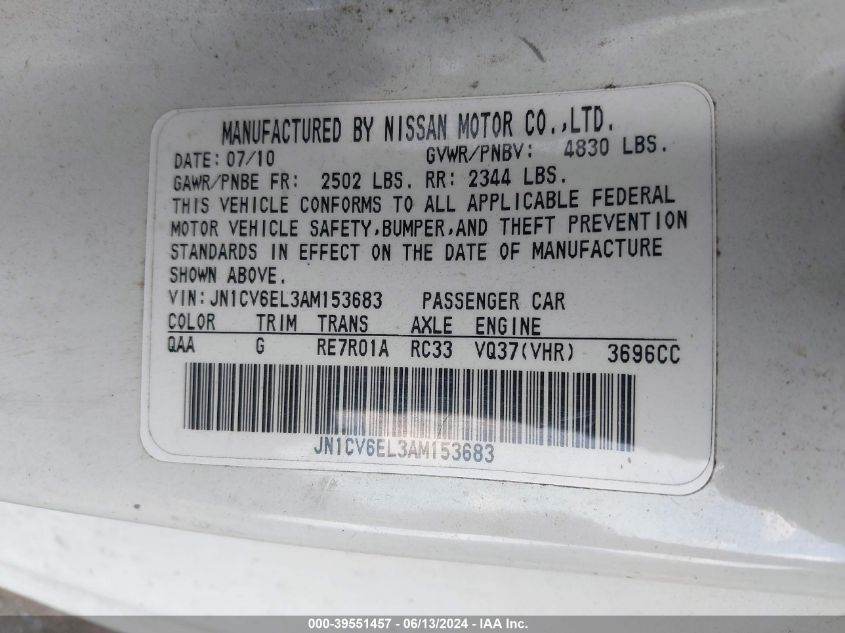 MANUFACTURED BY NISSAN MOTOR CO.,LTD.
DATE: 07/10 GVWR/PNBV: 4830 LBS.
GAWR/PNBE FR: 2502 LBS. RR: 2344 LBS.
THIS VEHICLE CONFORMS TO ALL APPLICABLE FEDERAL
MOTOR VEHICLE SAFETY,BUMPER,AND THEFT PREVENTION
STANDARDS IN EFFECT ON THE DATE OF MANUFACTURE
SHOWN ABOVE.
VIN:JN1CV6EL3AM153683 PASSENGER CAR
COLOR TRIM TRANS AXLE ENGINE
QAA G RE7R01A RC33 VQ37(VHR) 3696CC
JN1CV6EL3AM153683
000-39551457 - 06/13/2024 - IAA Inc.